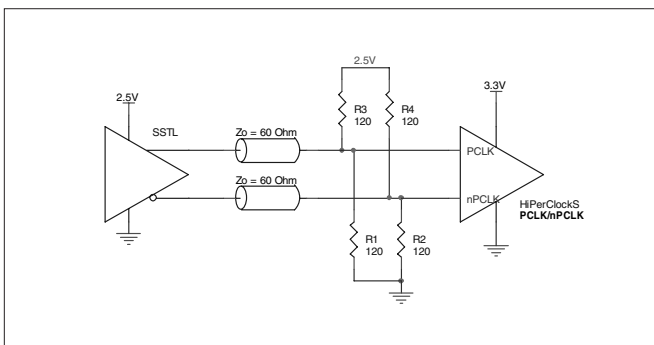 2.5V
2.5V
3.3V
SSTL
R3
120
R4
120
Zo = 60 Ohm
PCLK
Zo = 60 Ohm
nPCLK
HiPerClockS
PCLK/nPCLK
R1
120
R2
120